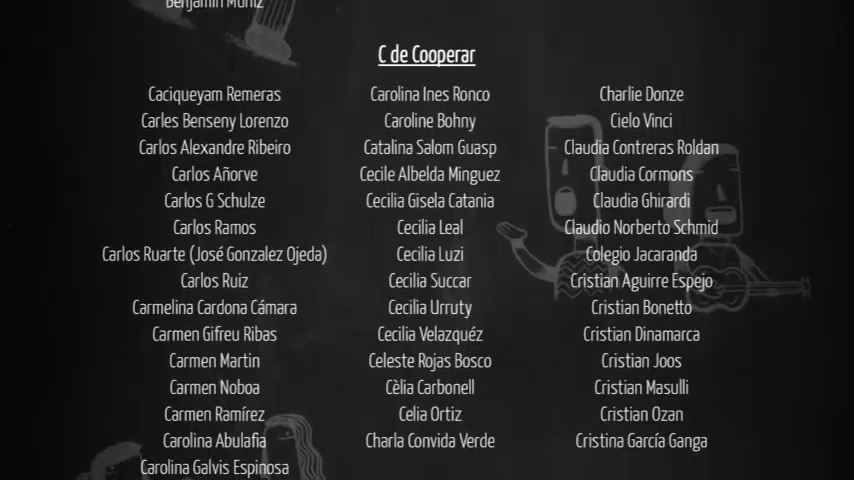 Benjamín Muñiz
C de Cooperar
Caciqueyam Remeras
Carles Benseny Lorenzo
Carlos Alexandre Ribeiro
Carlos Añorve
Carlos G Schulze
Carlos Ramos
Carlos Ruarte (José Gonzalez Ojeda)
Carlos Ruiz
Carmelina Cardona Cámara
Carmen Gifreu Ribas
Carmen Martin
Carmen Noboa
Carmen Ramírez
Carolina Abulafia
Carolina Galvis Espinosa
Carolina Ines Ronco
Caroline Bohny
Catalina Salom Guasp
Cecile Albelda Minguez
Cecilia Gisela Catania
Cecilia Leal
Cecilia Luzi
Cecilia Succar
Cecilia Urruty
Cecilia Velazquéz
Celeste Rojas Bosco
Cèlia Carbonell
Celia Ortiz
Charla Convida Verde
Charlie Donze
Cielo Vinci
Claudia Contreras Roldan
Claudia Cormons
Claudia Ghirardi
Claudio Norberto Schmid
Colegio Jacaranda
Cristian Aguirre Espejo
Cristian Bonetto
Cristian Dinamarca
Cristian Joos
Cristian Masulli
Cristian Ozan
Cristina García Ganga